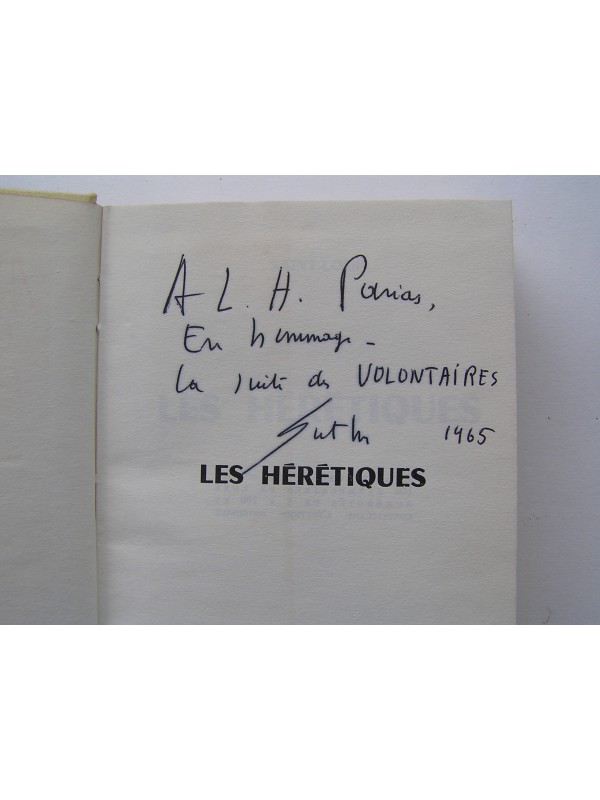 A L. H. Parias,
En hommage -
La suite des VOLONTAIRES
1965
LES HÉRÉTIQUES